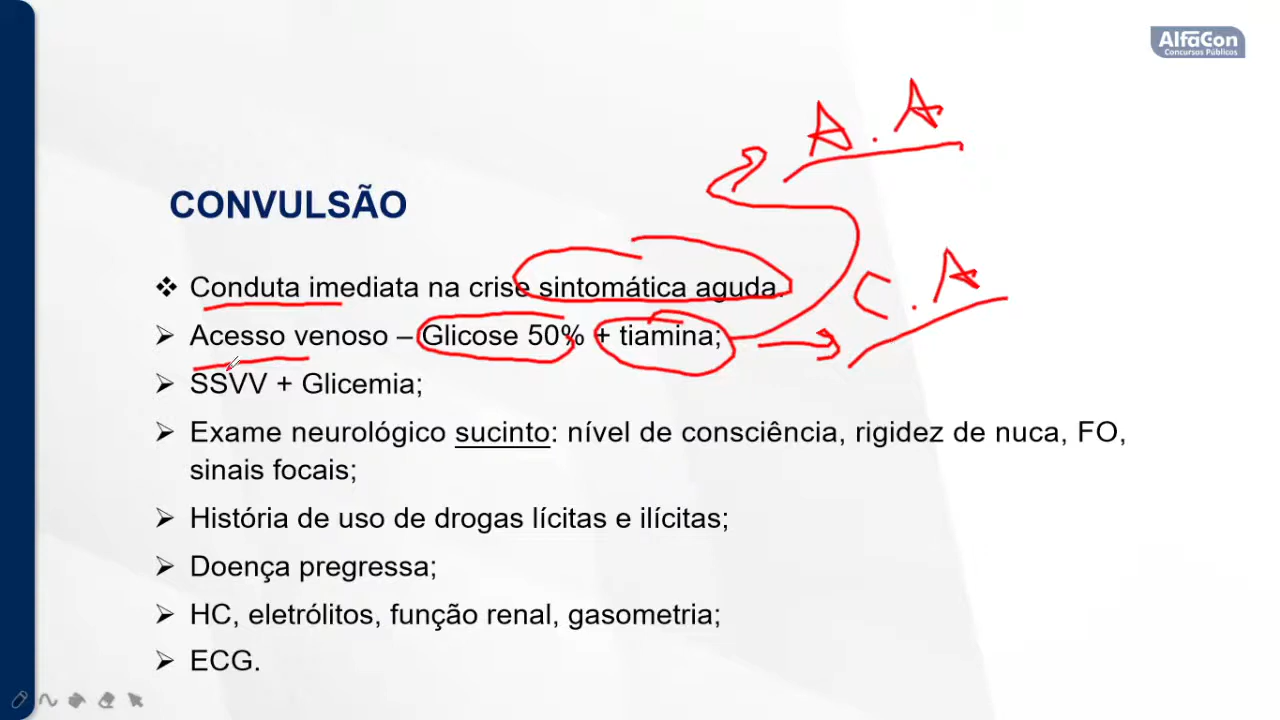 AlfaCon
Concursos Públicos
A. A
CONVULSÃO
C. A
❖ Conduta imediata na crise sintomática aguda.
➢ Acesso venoso – Glicose 50% + tiamina;
➢ SSVV + Glicemia;
➢ Exame neurológico sucinto: nível de consciência, rigidez de nuca, FO,
sinais focais;
➢ História de uso de drogas lícitas e ilícitas;
➢ Doença pregressa;
➢ HC, eletrólitos, função renal, gasometria;
➢ ECG.